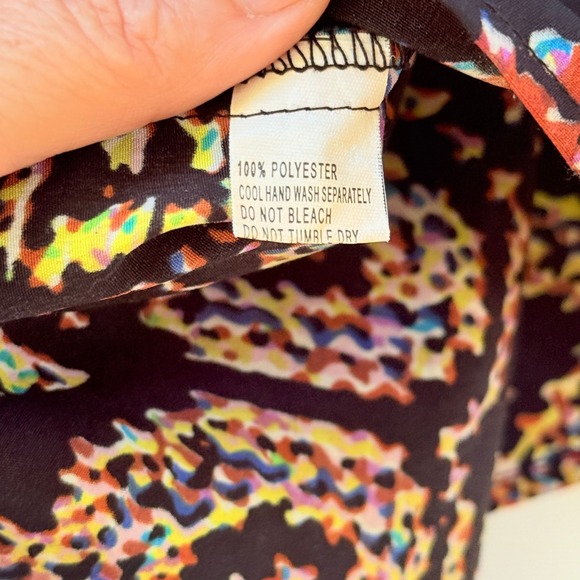 100% POLYESTER
COOL HAND WASH SEPARATELY
DO NOT BLEACH
DO NOT TUMBLE DRY